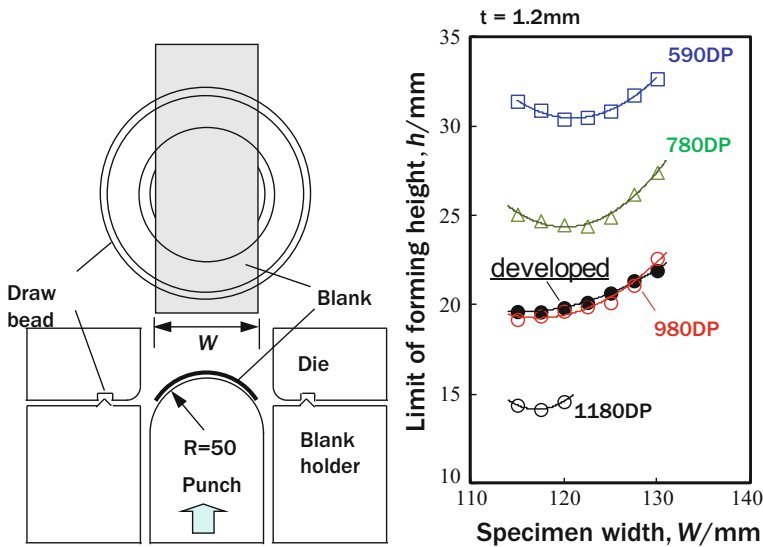 Draw
bead
Blank
W
Die
R=50
Blank
holder
Punch
t = 1.2mm
Limit of forming height, h/mm
35
30
25
20
15
10
590DP
780DP
developed
980DP
1180DP
110
120
130
140
Specimen width, W/mm